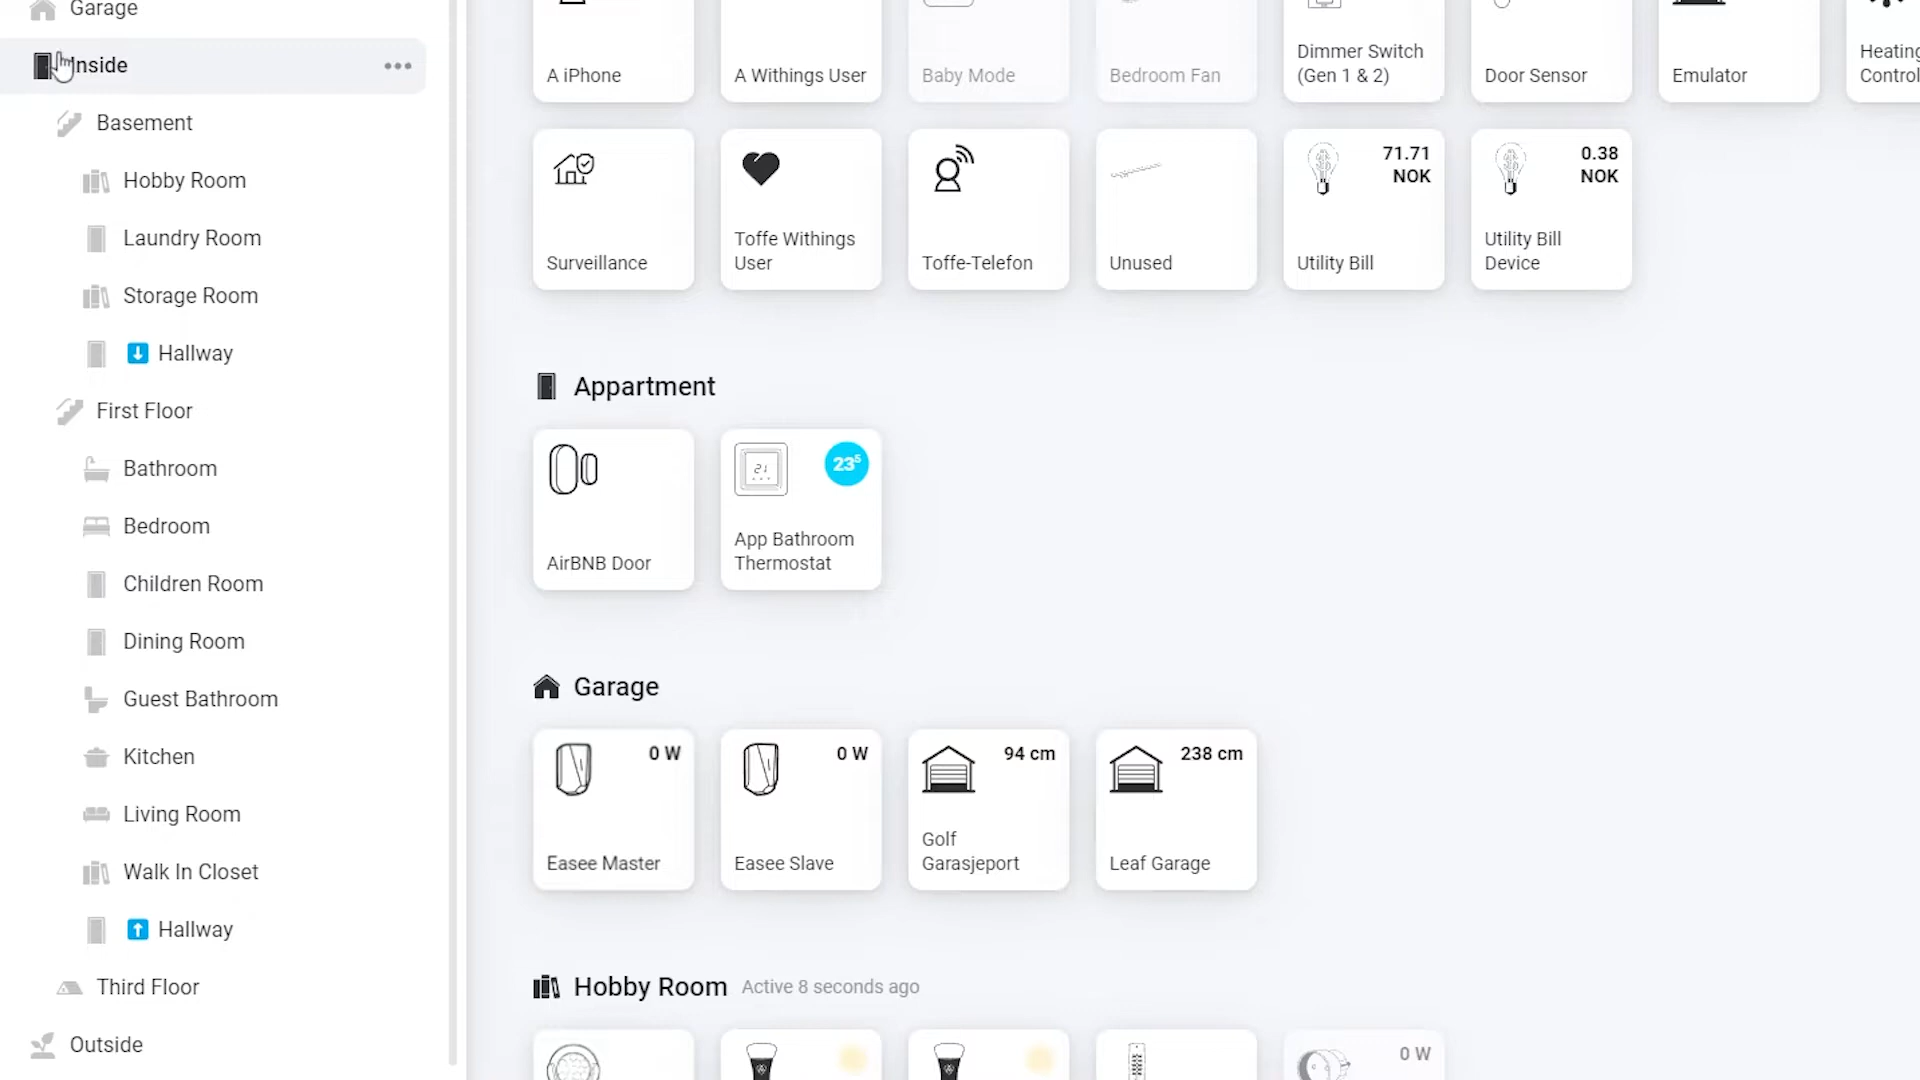 Garage
Inside
Basement
Hobby Room
Laundry Room
Storage Room
Hallway
First Floor
Bathroom
Bedroom
Children Room
Dining Room
Guest Bathroom
Kitchen
Living Room
Walk In Closet
Hallway
Third Floor
Outside
A iPhone
A Withings User
Baby Mode
Bedroom Fan
Dimmer Switch
(Gen 1 & 2)
Door Sensor
Emulator
Heating
Control
Surveillance
Toffe Withings
User
Toffe-Telefon
Unused
71.71
NOK
Utility Bill
0.38
NOK
Utility Bill
Device
Appartment
AirBNB Door
21
23⁵
App Bathroom
Thermostat
Garage
0 W
Easee Master
0 W
Easee Slave
94 cm
Golf
Garasjeport
238 cm
Leaf Garage
Hobby Room Active 8 seconds ago
0 W